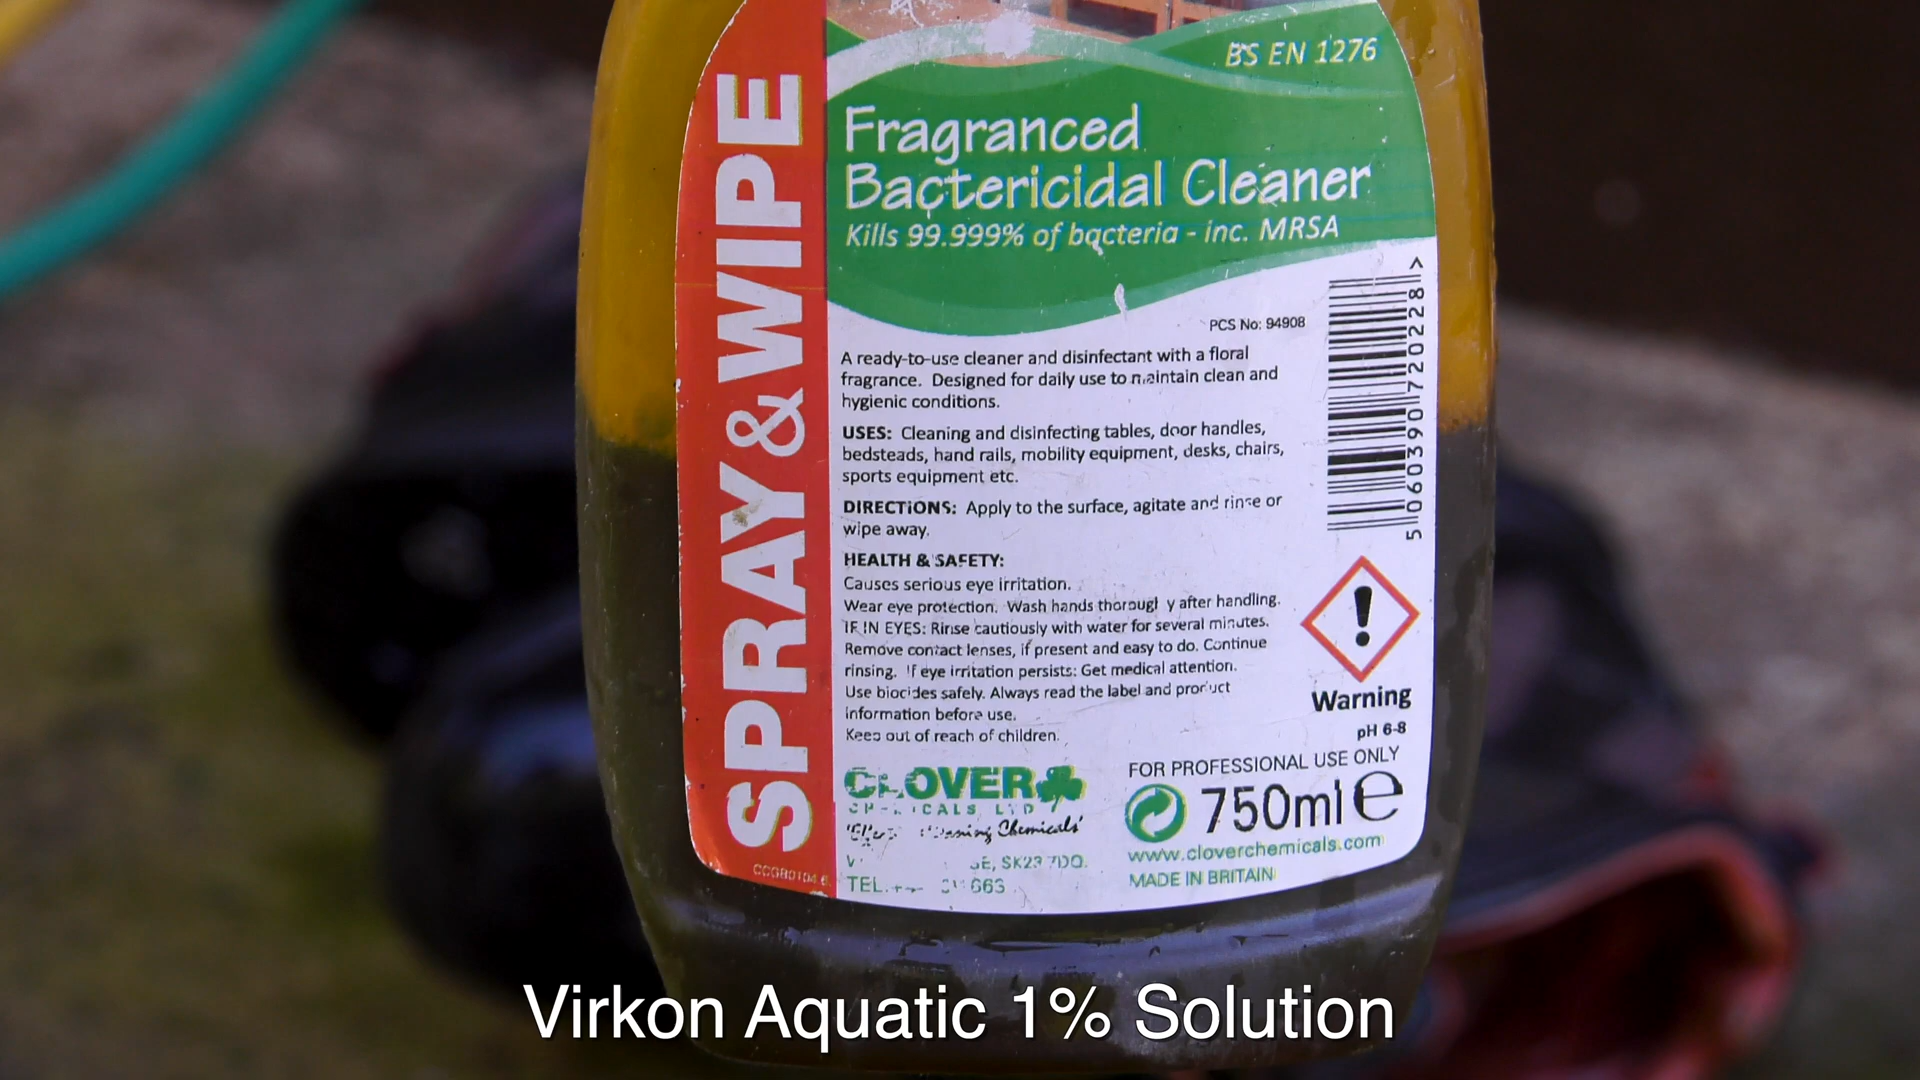 BS EN 1276
SPRAY & WIPE
Fragranced
Bactericidal Cleaner
Kills 99.999% of bacteria - inc. MRSA
PCS No: 94908
A ready-to-use cleaner and disinfectant with a floral
fragrance. Designed for daily use to maintain clean and
hygienic conditions.
USES: Cleaning and disinfecting tables, door handles,
bedsteads, hand rails, mobility equipment, desks, chairs,
sports equipment etc.
DIRECTIONS: Apply to the surface, agitate and rinse or
wipe away.
HEALTH & SAFETY:
Causes serious eye irritation.
Wear eye protection. Wash hands thoroughly after handling.
IF IN EYES: Rinse cautiously with water for several minutes.
Remove contact lenses, if present and easy to do. Continue
rinsing. If eye irritation persists: Get medical attention.
Use biocides safely. Always read the label and product
information before use.
Keep out of reach of children.
5 060390 720228 >
Warning
pH 6-8
CLOVER
CHEMICALS LTD
Cleaning Chemicals'
SK23 7DQ.
TEL.
FOR PROFESSIONAL USE ONLY
750ml e
www.cloverchemicals.com
MADE IN BRITAIN
Virkon Aquatic 1% Solution